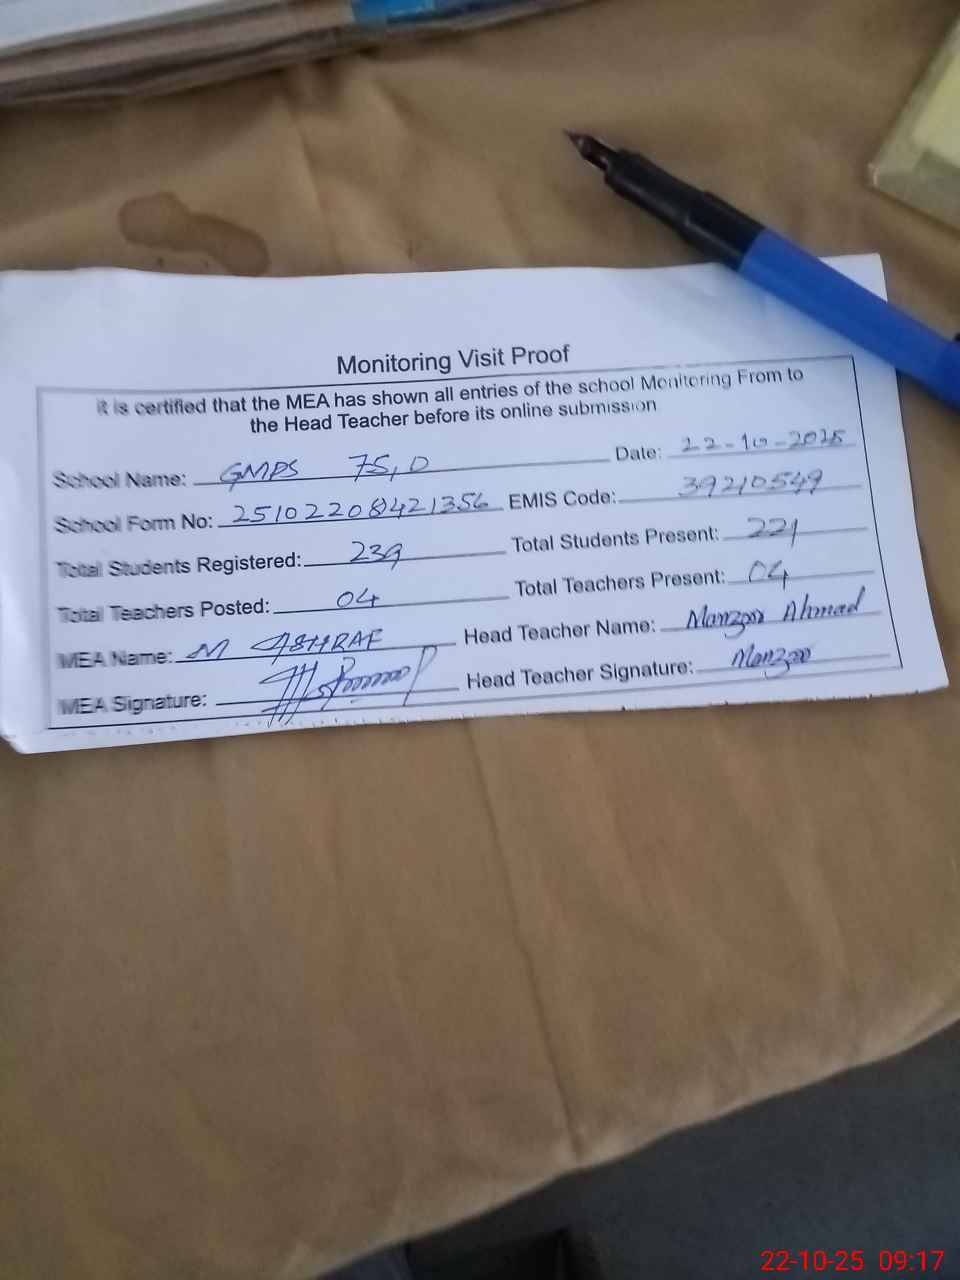 Monitoring Visit Proof
it is certified that the MEA has shown all entries of the school Monitoring From to
the Head Teacher before its online submission
School Name: GMPS 75, D Date: 22-10-2025
School Form No: 25102208421356 EMIS Code: 39210549
Total Students Registered: 239 Total Students Present: 221
Total Teachers Posted: 04 Total Teachers Present: 04
MEA Name: M ASHRAF Head Teacher Name: Manzoor Ahmad
MEA Signature: Head Teacher Signature: Manzoor
22-10-25 09:17